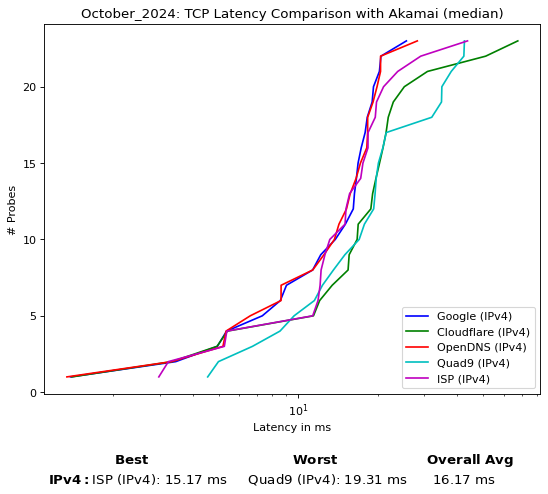 October_2024: TCP Latency Comparison with Akamai (median)
# Probes
20
15
10
5
0
Google (IPv4)
Cloudflare (IPv4)
OpenDNS (IPv4)
Quad9 (IPv4)
ISP (IPv4)
10¹
Latency in ms
Best Worst Overall Avg
IPv4: ISP (IPv4): 15.17 ms Quad9 (IPv4): 19.31 ms 16.17 ms